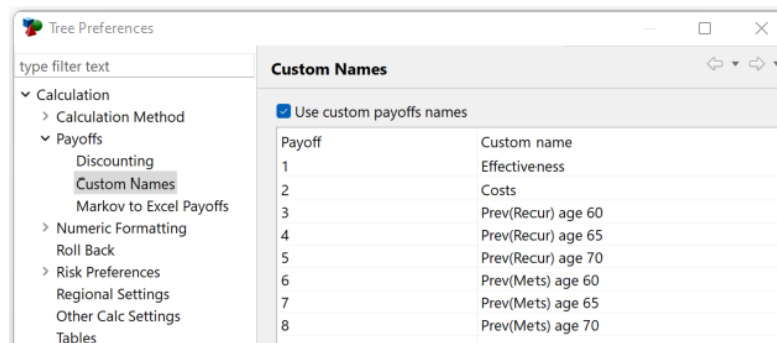 Tree Preferences
type filter text
Calculation
Calculation Method
Payoffs
Discounting
Custom Names
Markov to Excel Payoffs
Numeric Formatting
Roll Back
Risk Preferences
Regional Settings
Other Calc Settings
Tables
Custom Names
Use custom payoffs names
Payoff Custom name
1 Effectiveness
2 Costs
3 Prev(Recur) age 60
4 Prev(Recur) age 65
5 Prev(Recur) age 70
6 Prev(Mets) age 60
7 Prev(Mets) age 65
8 Prev(Mets) age 70